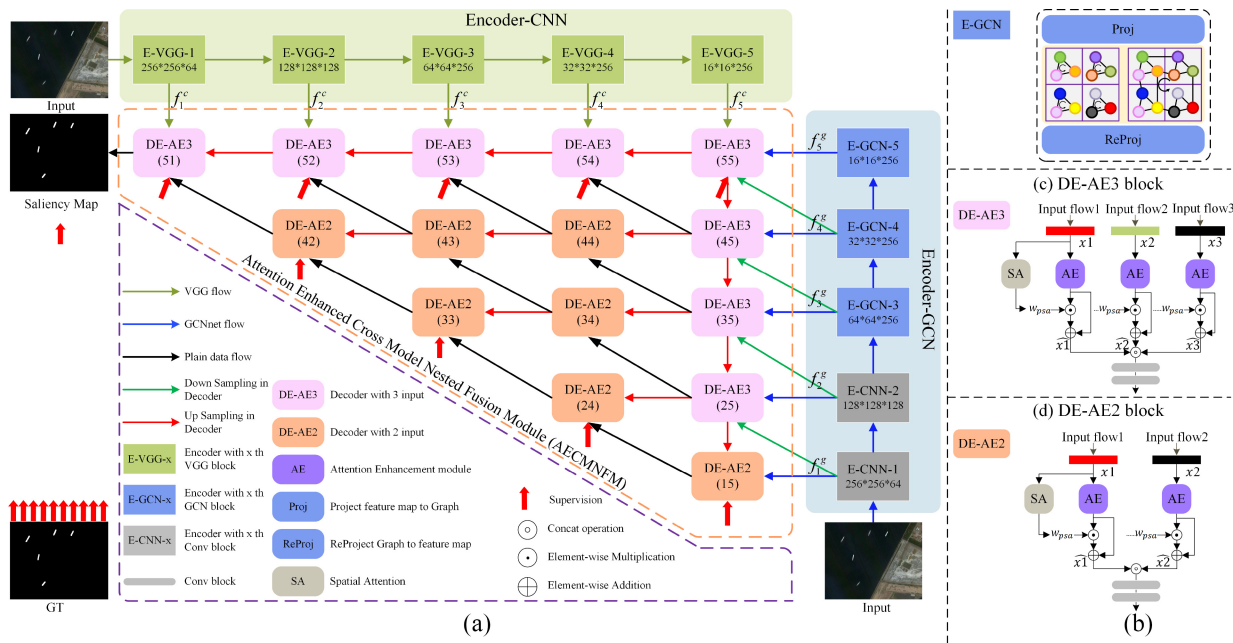 Encoder-CNN
E-VGG-1
256*256*64
E-VGG-2
128*128*128
E-VGG-3
64*64*256
E-VGG-4
32*32*256
E-VGG-5
16*16*256
Input
f₁ᶜ
f₂ᶜ
f₃ᶜ
f₄ᶜ
f₅ᶜ
DE-AE3
(51)
DE-AE3
(52)
DE-AE3
(53)
DE-AE3
(54)
DE-AE3
(55)
f₅ᵍ
E-GCN-5
16*16*256
Saliency Map
DE-AE2
(42)
DE-AE2
(43)
DE-AE2
(44)
DE-AE3
(45)
f₄ᵍ
E-GCN-4
32*32*256
Encoder-GCN
DE-AE2
(33)
DE-AE2
(34)
DE-AE3
(35)
f₃ᵍ
E-GCN-3
64*64*256
DE-AE2
(24)
DE-AE3
(25)
f₂ᵍ
E-CNN-2
128*128*128
DE-AE2
(15)
f₁ᵍ
E-CNN-1
256*256*64
Input
Attention Enhanced Cross Model Nested Fusion Module (AECMNFM)
VGG flow
GCNnet flow
Plain data flow
Down Sampling in
Decoder
Up Sampling in
Decoder
E-VGG-x
Encoder with x th
VGG block
E-GCN-x
Encoder with x th
GCN block
E-CNN-x
Encoder with x th
Conv block
Conv block
DE-AE3
Decoder with 3 input
DE-AE2
Decoder with 2 input
AE
Attention Enhancement module
Proj
Project feature map to Graph
ReProj
ReProject Graph to feature map
SA
Spatial Attention
Supervision
Concat operation
Element-wise Multiplication
Element-wise Addition
GT
(a)
E-GCN
Proj
ReProj
(c) DE-AE3 block
DE-AE3
Input flow1
Input flow2
Input flow3
x1
x2
x3
SA
AE
AE
AE
w_psa
...w_psa
...w_psa
x̂1
x̂2
x̂3
(d) DE-AE2 block
DE-AE2
Input flow1
Input flow2
x1
x2
SA
AE
AE
w_psa
...w_psa
x̂1
x̂2
(b)